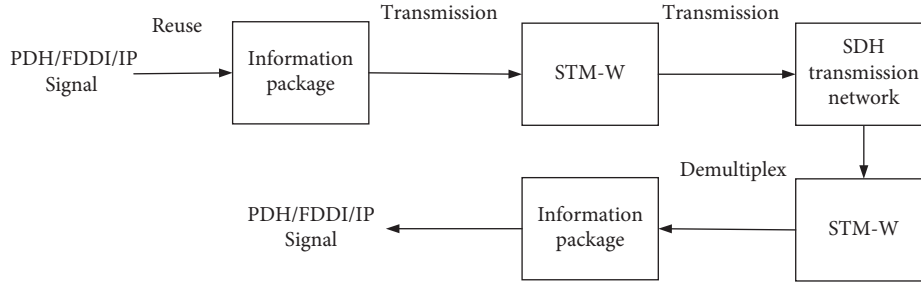 Reuse
Transmission
Transmission
PDH/FDDI/IP
Signal
Information
package
STM-W
SDH
transmission
network
Demultiplex
PDH/FDDI/IP
Signal
Information
package
STM-W